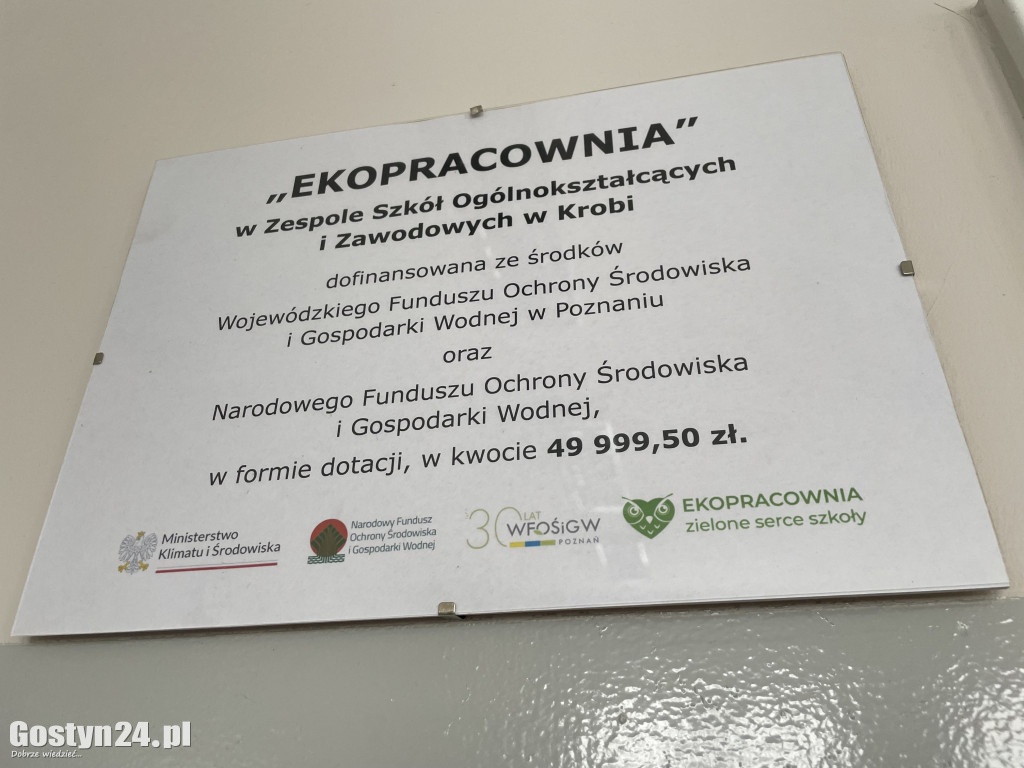 „EKOPRACOWNIA”
w Zespole Szkół Ogólnokształcących
i Zawodowych w Krobi
dofinansowana ze środków
Wojewódzkiego Funduszu Ochrony Środowiska
i Gospodarki Wodnej w Poznaniu
oraz
Narodowego Funduszu Ochrony Środowiska
i Gospodarki Wodnej,
w formie dotacji, w kwocie 49 999,50 zł.
Ministerstwo
Klimatu i Środowiska
Narodowy Fundusz
Ochrony Środowiska
i Gospodarki Wodnej
30 LAT
WFOŚiGW
POZNAŃ
EKOPRACOWNIA
zielone serce szkoły
Gostyn24.pl
Dobrze wiedzieć...